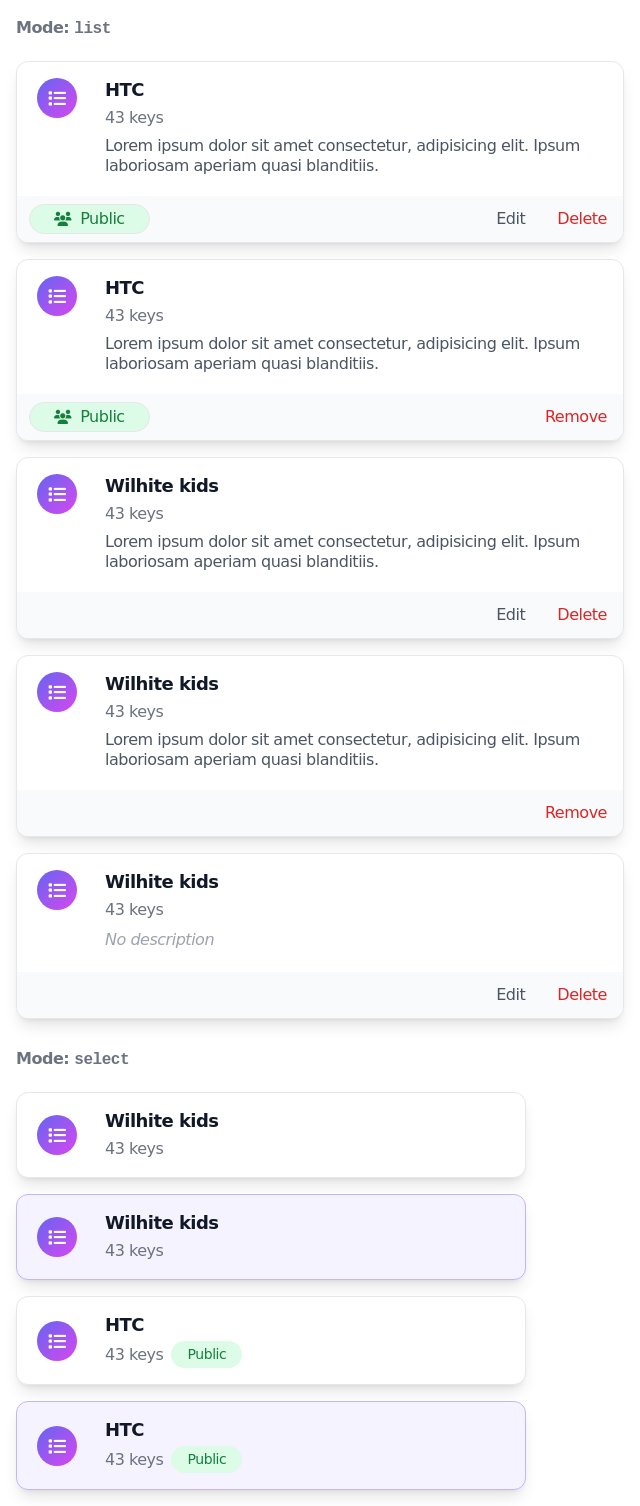 Mode: list
HTC
43 keys
Lorem ipsum dolor sit amet consectetur, adipisicing elit. Ipsum
laboriosam aperiam quasi blanditiis.
Public Edit Delete
HTC
43 keys
Lorem ipsum dolor sit amet consectetur, adipisicing elit. Ipsum
laboriosam aperiam quasi blanditiis.
Public Remove
Wilhite kids
43 keys
Lorem ipsum dolor sit amet consectetur, adipisicing elit. Ipsum
laboriosam aperiam quasi blanditiis.
Edit Delete
Wilhite kids
43 keys
Lorem ipsum dolor sit amet consectetur, adipisicing elit. Ipsum
laboriosam aperiam quasi blanditiis.
Remove
Wilhite kids
43 keys
No description
Edit Delete
Mode: select
Wilhite kids
43 keys
Wilhite kids
43 keys
HTC
43 keys Public
HTC
43 keys Public